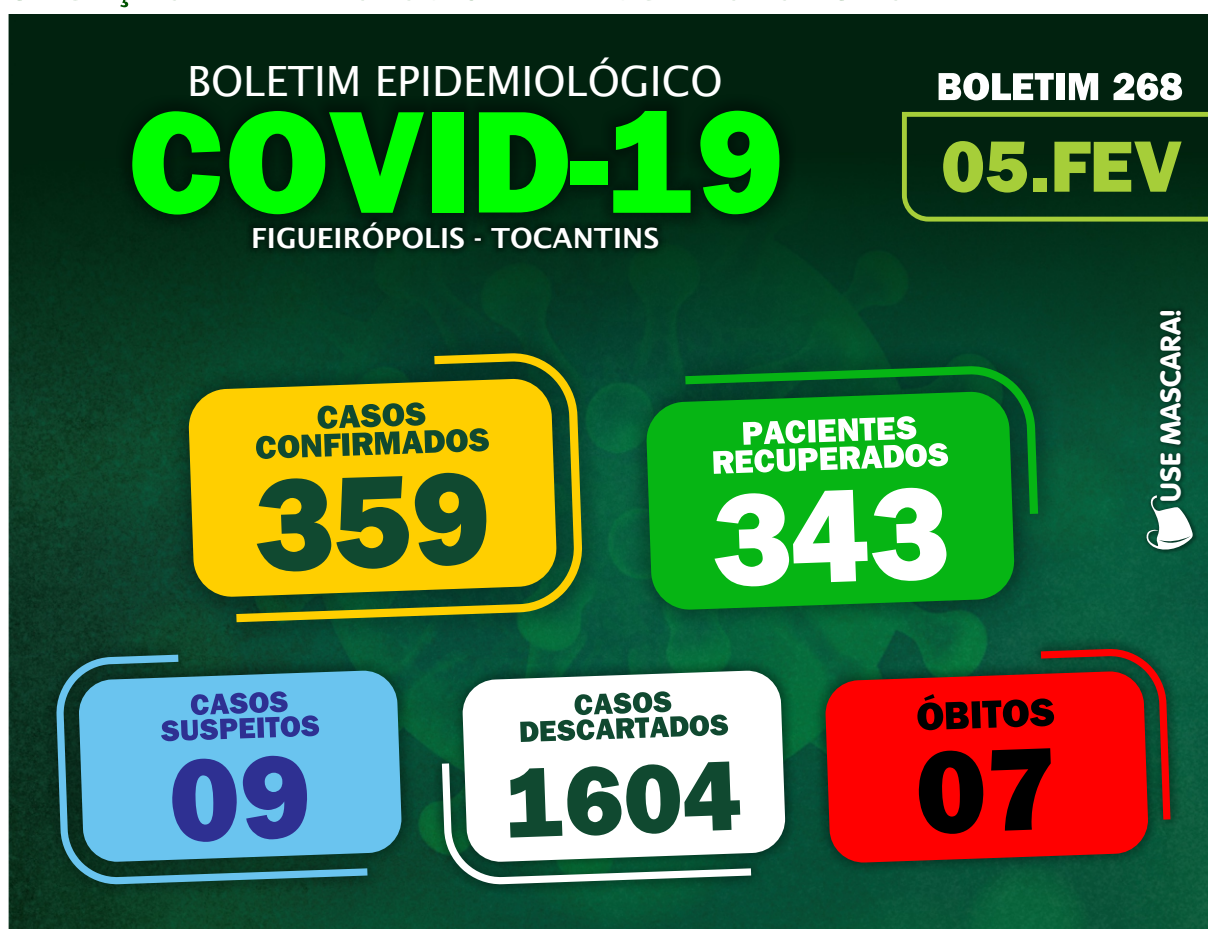 BOLETIM EPIDEMIOLÓGICO
COVID-19
FIGUEIRÓPOLIS - TOCANTINS
BOLETIM 268
05.FEV
USE MASCARA!
CASOS
CONFIRMADOS
359
PACIENTES
RECUPERADOS
343
CASOS
SUSPEITOS
09
CASOS
DESCARTADOS
1604
ÓBITOS
07